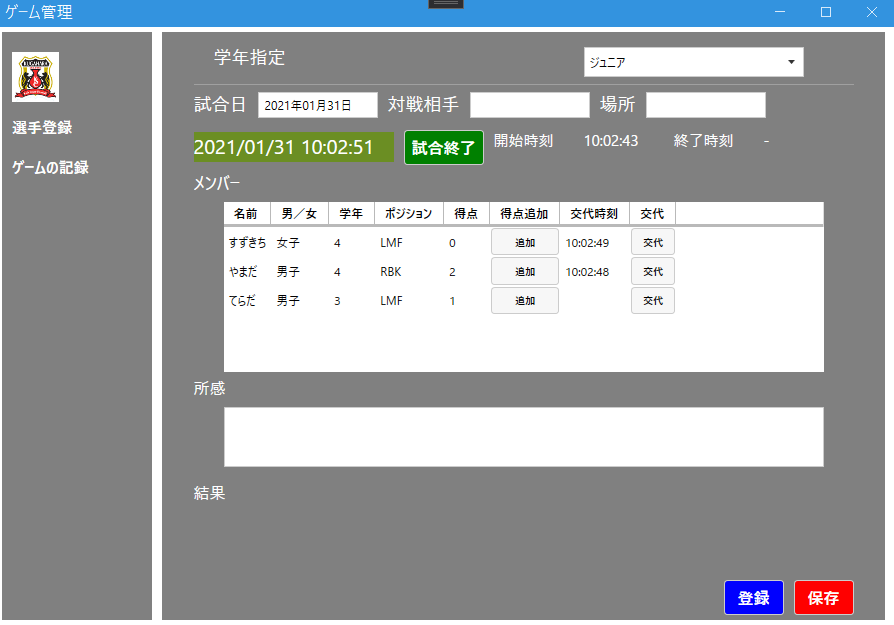 ゲーム管理
選手登録
ゲームの記録
学年指定 ジュニア
試合日 2021年01月31日 対戦相手 場所
2021/01/31 10:02:51 試合終了 開始時刻 10:02:43 終了時刻 -
メンバー
名前 男／女 学年 ポジション 得点 得点追加 交代時刻 交代
すずきち 女子 4 LMF 0 追加 10:02:49 交代
やまだ 男子 4 RBK 2 追加 10:02:48 交代
てらだ 男子 3 LMF 1 追加 交代
所感
結果
登録 保存